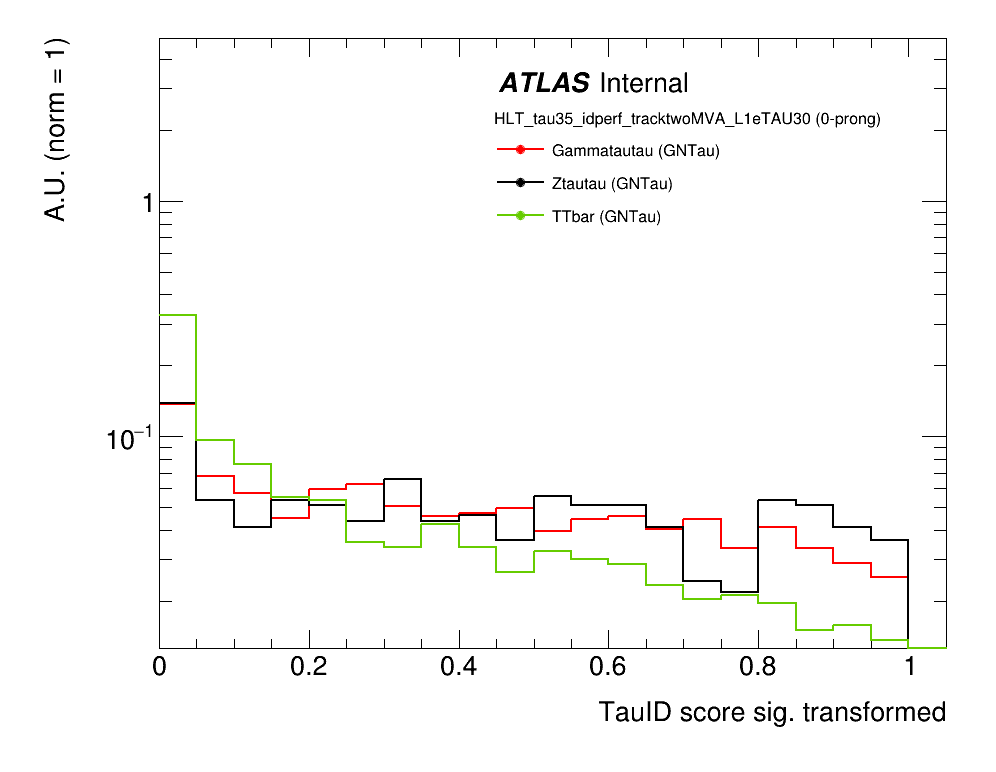 A.U. (norm = 1)
ATLAS Internal
HLT_tau35_idperf_tracktwoMVA_L1eTAU30 (0-prong)
Gammatautau (GNTau)
Ztautau (GNTau)
TTbar (GNTau)
1
10⁻¹
0 0.2 0.4 0.6 0.8 1
TauID score sig. transformed